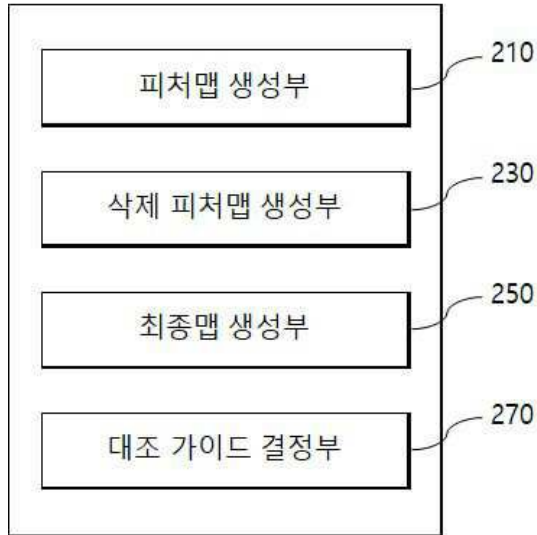 피처맵 생성부
210
삭제 피처맵 생성부
230
최종맵 생성부
250
대조 가이드 결정부
270